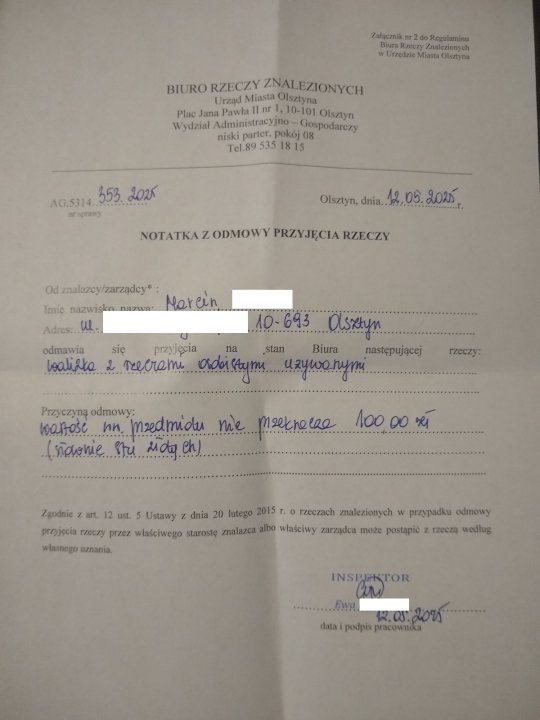 Załącznik nr 2 do Regulaminu
Biura Rzeczy Znalezionych
w Urzędzie Miasta Olsztyna
BIURO RZECZY ZNALEZIONYCH
Urząd Miasta Olsztyna
Plac Jana Pawła II nr 1, 10-101 Olsztyn
Wydział Administracyjno – Gospodarczy
niski parter, pokój 08
Tel.89 535 18 15
AG.5314. 353.2025
nr sprawy
Olsztyn, dnia 12.05.2025 r.
NOTATKA Z ODMOWY PRZYJĘCIA RZECZY
Od znalazcy/zarządcy* :
Imię, nazwisko, nazwa: Marcin
Adres: ul. 10-693 Olsztyn
odmawia się przyjęcia na stan Biura następującej rzeczy:
walizka z rzeczami osobistymi używanymi
Przyczyną odmowy:
wartość nn. przedmiotu nie przekracza 100,00 zł
(słownie: stu złotych)
Zgodnie z art. 12 ust. 5 Ustawy z dnia 20 lutego 2015 r. o rzeczach znalezionych w przypadku odmowy
przyjęcia rzeczy przez właściwego starostę znalazca albo właściwy zarządca może postąpić z rzeczą według
własnego uznania.
INSPEKTOR
Ewa
12.05.2025
data i podpis pracownika